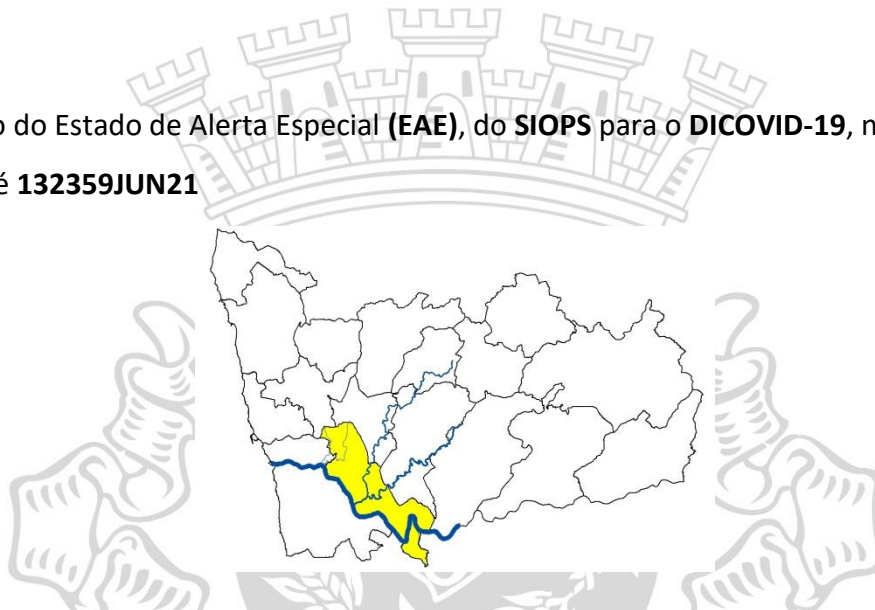 do Estado de Alerta Especial (EAE), do SIOPS para o DICOVID-19,
132359JUN21